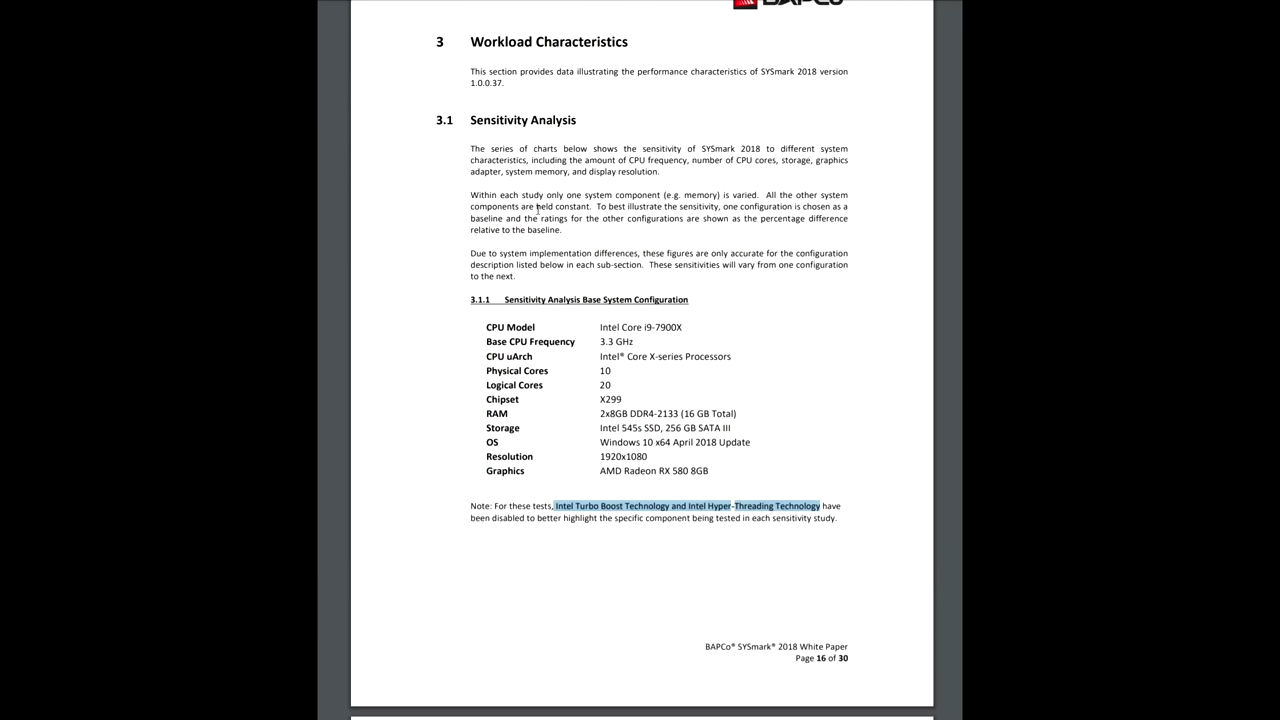 BAPCo
3 Workload Characteristics
This section provides data illustrating the performance characteristics of SYSmark 2018 version
1.0.0.37.
3.1 Sensitivity Analysis
The series of charts below shows the sensitivity of SYSmark 2018 to different system
characteristics, including the amount of CPU frequency, number of CPU cores, storage, graphics
adapter, system memory, and display resolution.
Within each study only one system component (e.g. memory) is varied. All the other system
components are held constant. To best illustrate the sensitivity, one configuration is chosen as a
baseline and the ratings for the other configurations are shown as the percentage difference
relative to the baseline.
Due to system implementation differences, these figures are only accurate for the configuration
description listed below in each sub-section. These sensitivities will vary from one configuration
to the next.
3.1.1 Sensitivity Analysis Base System Configuration
CPU Model Intel Core i9-7900X
Base CPU Frequency 3.3 GHz
CPU uArch Intel® Core X-series Processors
Physical Cores 10
Logical Cores 20
Chipset X299
RAM 2x8GB DDR4-2133 (16 GB Total)
Storage Intel 545s SSD, 256 GB SATA III
OS Windows 10 x64 April 2018 Update
Resolution 1920x1080
Graphics AMD Radeon RX 580 8GB
Note: For these tests, Intel Turbo Boost Technology and Intel Hyper-Threading Technology have
been disabled to better highlight the specific component being tested in each sensitivity study.
BAPCo® SYSmark® 2018 White Paper
Page 16 of 30